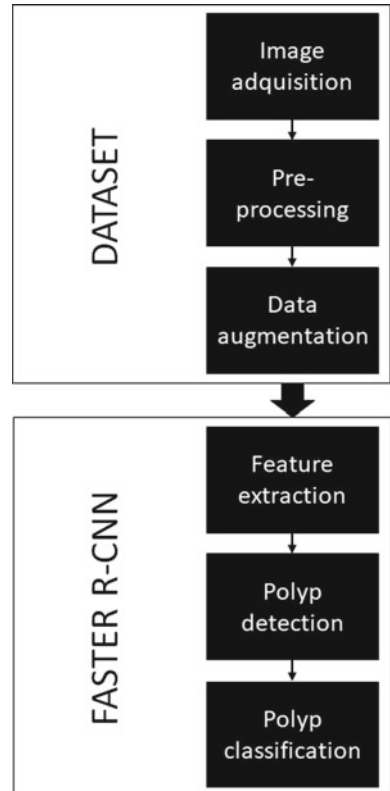 DATASET
Image
adquisition
Pre-
processing
Data
augmentation
FASTER R-CNN
Feature
extraction
Polyp
detection
Polyp
classification